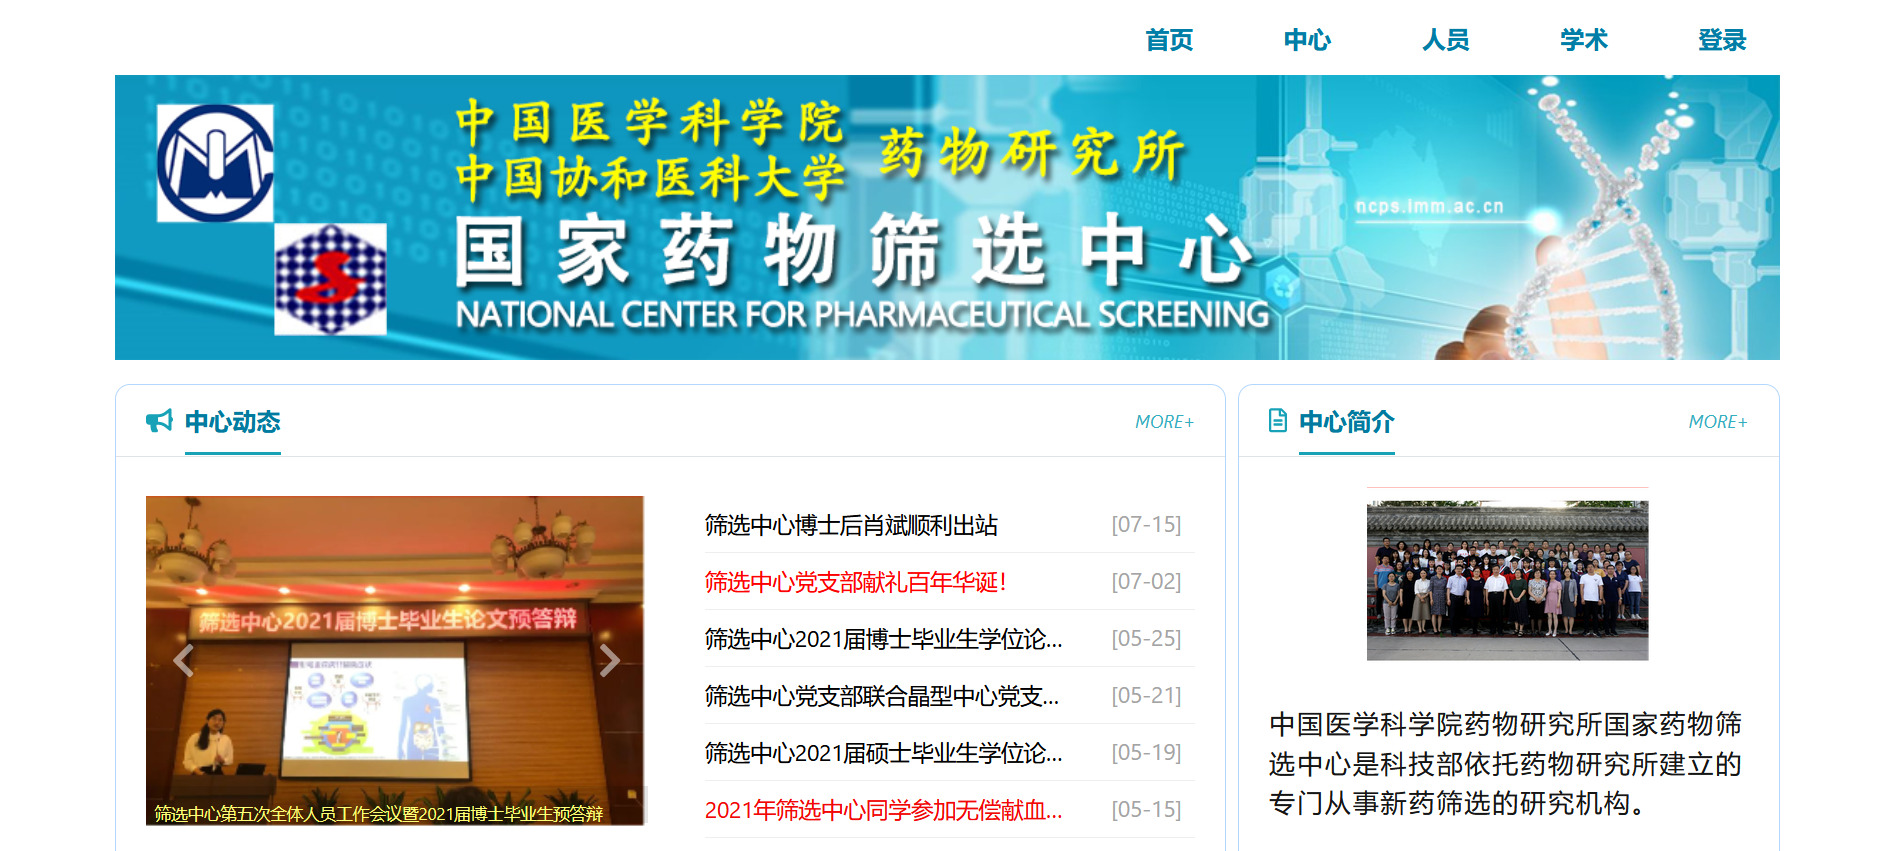 首页 中心 人员 学术 登录
中国医学科学院
中国协和医科大学
药物研究所
国家药物筛选中心
NATIONAL CENTER FOR PHARMACEUTICAL SCREENING
ncps.imm.ac.cn
中心动态 MORE+
筛选中心2021届博士毕业生论文预答辩
筛选中心第五次全体人员工作会议暨2021届博士毕业生预答辩
筛选中心博士后肖斌顺利出站 [07-15]
筛选中心党支部献礼百年华诞! [07-02]
筛选中心2021届博士毕业生学位论... [05-25]
筛选中心党支部联合晶型中心党支... [05-21]
筛选中心2021届硕士毕业生学位论... [05-19]
2021年筛选中心同学参加无偿献血... [05-15]
中心简介 MORE+
中国医学科学院药物研究所国家药物筛
选中心是科技部依托药物研究所建立的
专门从事新药筛选的研究机构。